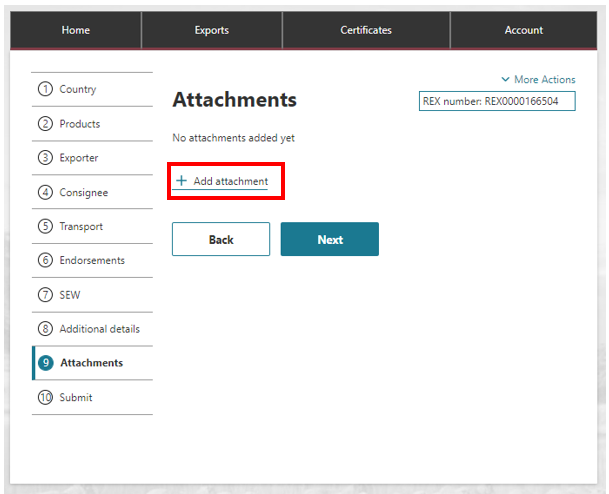 Home
Exports
Certificates
Account
1 Country
2 Products
3 Exporter
4 Consignee
5 Transport
6 Endorsements
7 SEW
8 Additional details
9 Attachments
10 Submit
More Actions
REX number: REX0000166504
Attachments
No attachments added yet
+ Add attachment
Back
Next